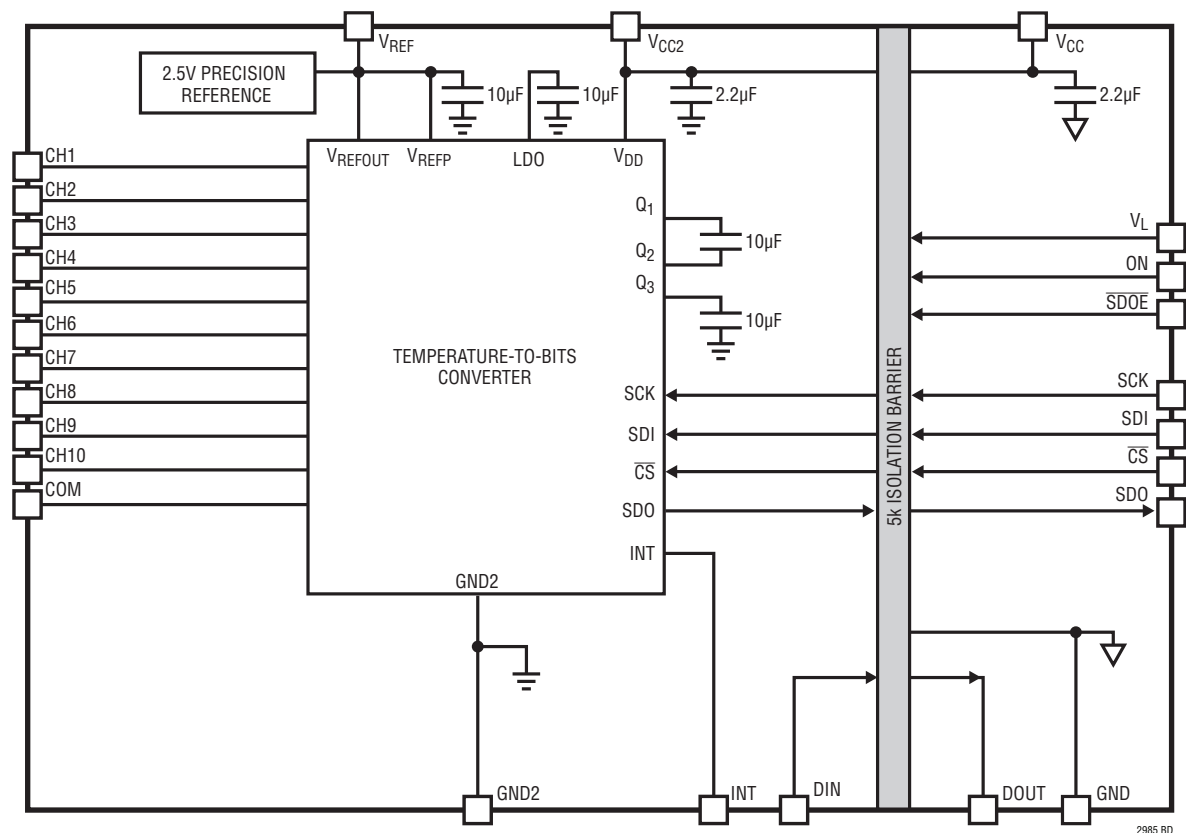 VREF
VCC2
VCC
2.5V PRECISION
REFERENCE
10µF
10µF
2.2µF
2.2µF
VREFOUT
VREFP
LDO
VDD
CH1
CH2
CH3
CH4
CH5
CH6
CH7
CH8
CH9
CH10
COM
Q1
Q2
Q3
10µF
10µF
TEMPERATURE-TO-BITS
CONVERTER
SCK
SDI
CS
SDO
INT
GND2
5k ISOLATION BARRIER
VL
ON
SDOE
SCK
SDI
CS
SDO
GND2
INT
DIN
DOUT
GND
2985 BD